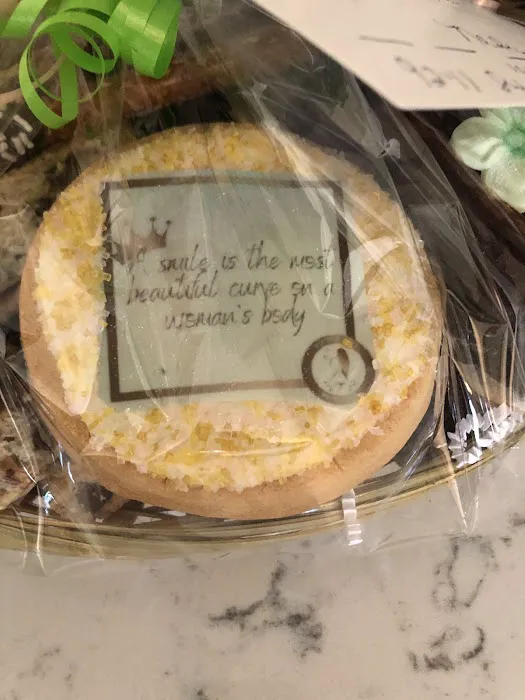 smile is the most
beautiful curve on a
woman's body